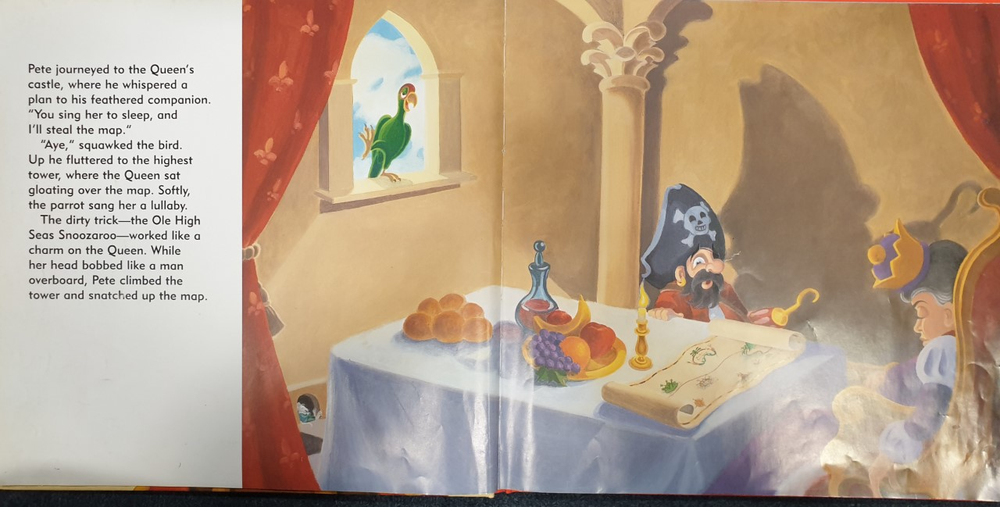 Pete journeyed to the Queen's
castle, where he whispered a
plan to his feathered companion.
"You sing her to sleep, and
I'll steal the map."
"Aye," squawked the bird.
Up he fluttered to the highest
tower, where the Queen sat
gloating over the map. Softly,
the parrot sang her a lullaby.
The dirty trick—the Ole High
Seas Snoozaroo—worked like a
charm on the Queen. While
her head bobbed like a man
overboard, Pete climbed the
tower and snatched up the map.